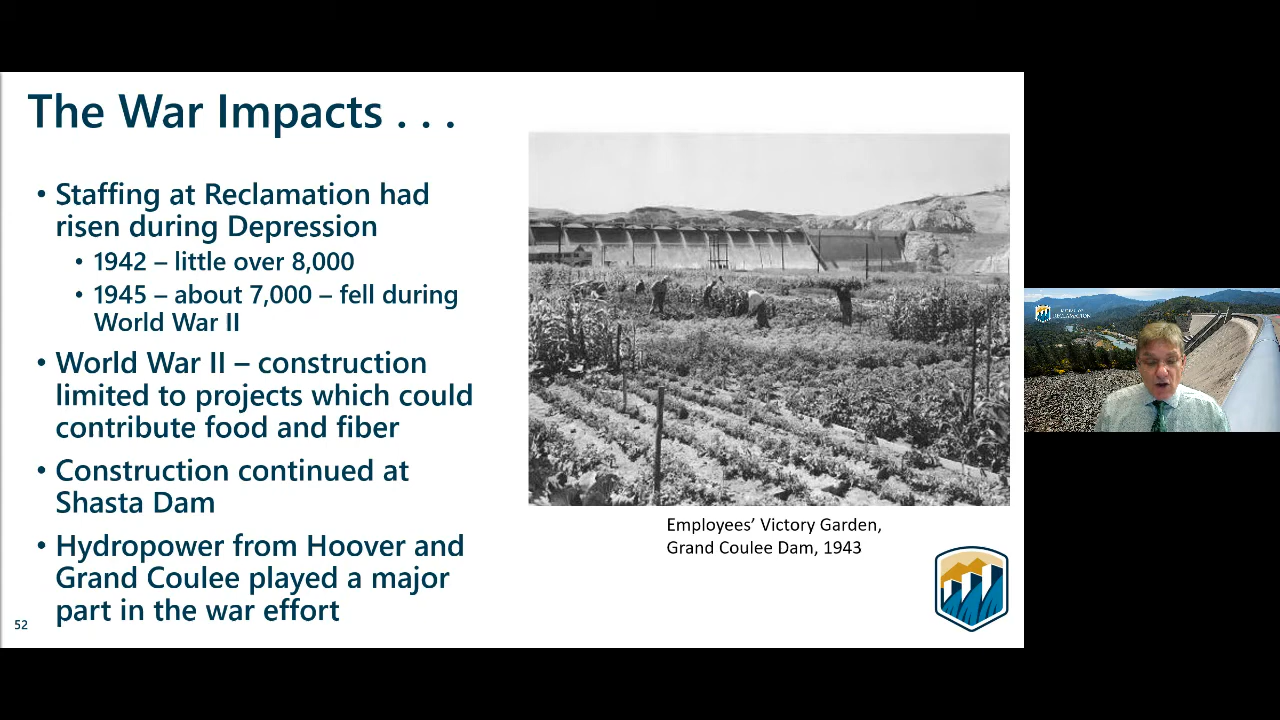 The War Impacts . . .
• Staffing at Reclamation had
risen during Depression
• 1942 – little over 8,000
• 1945 – about 7,000 – fell during
World War II
• World War II – construction
limited to projects which could
contribute food and fiber
• Construction continued at
Shasta Dam
• Hydropower from Hoover and
Grand Coulee played a major
part in the war effort
52
Employees’ Victory Garden,
Grand Coulee Dam, 1943
RECLAMATION